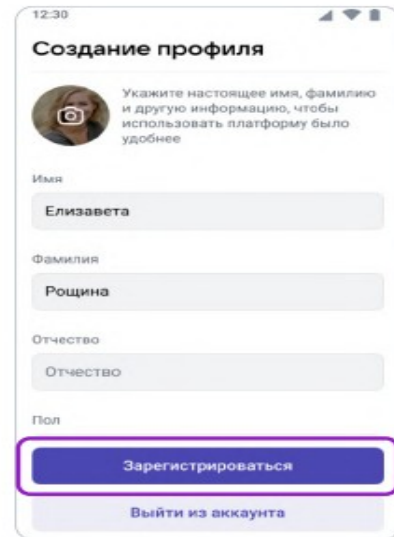 12:30
Создание профиля
Укажите настоящее имя, фамилию
и другую информацию, чтобы
использовать платформу было
удобнее
Имя
Елизавета
Фамилия
Рощина
Отчество
Отчество
Пол
Зарегистрироваться
Выйти из аккаунта